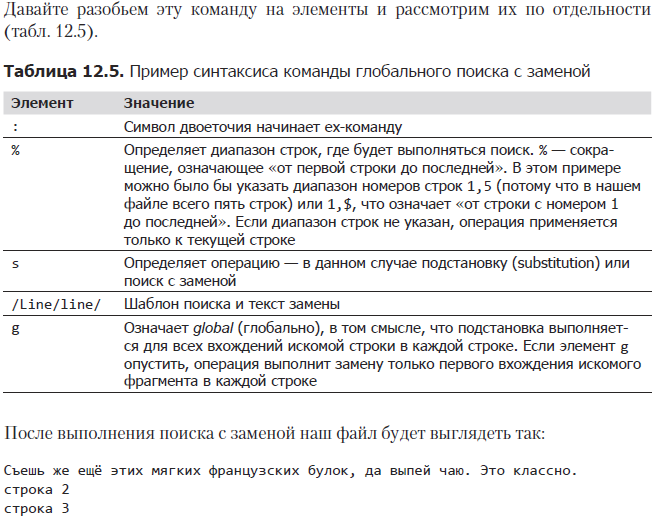 Давайте разобьем эту команду на элементы и рассмотрим их по отдельности
(табл. 12.5).
Таблица 12.5. Пример синтаксиса команды глобального поиска с заменой
Элемент Значение
: Символ двоеточия начинает ex-команду
% Определяет диапазон строк, где будет выполняться поиск. % — сокра-
щение, означающее «от первой строки до последней». В этом примере
можно было бы указать диапазон номеров строк 1,5 (потому что в нашем
файле всего пять строк) или 1,$, что означает «от строки с номером 1
до последней». Если диапазон строк не указан, операция применяется
только к текущей строке
s Определяет операцию — в данном случае подстановку (substitution) или
поиск с заменой
/Line/line/ Шаблон поиска и текст замены
g Означает global (глобально), в том смысле, что подстановка выполняет-
ся для всех вхождений искомой строки в каждой строке. Если элемент g
опустить, операция выполнит замену только первого вхождения искомого
фрагмента в каждой строке
После выполнения поиска с заменой наш файл будет выглядеть так:
Съешь же ещё этих мягких французских булок, да выпей чаю. Это классно.
строка 2
строка 3